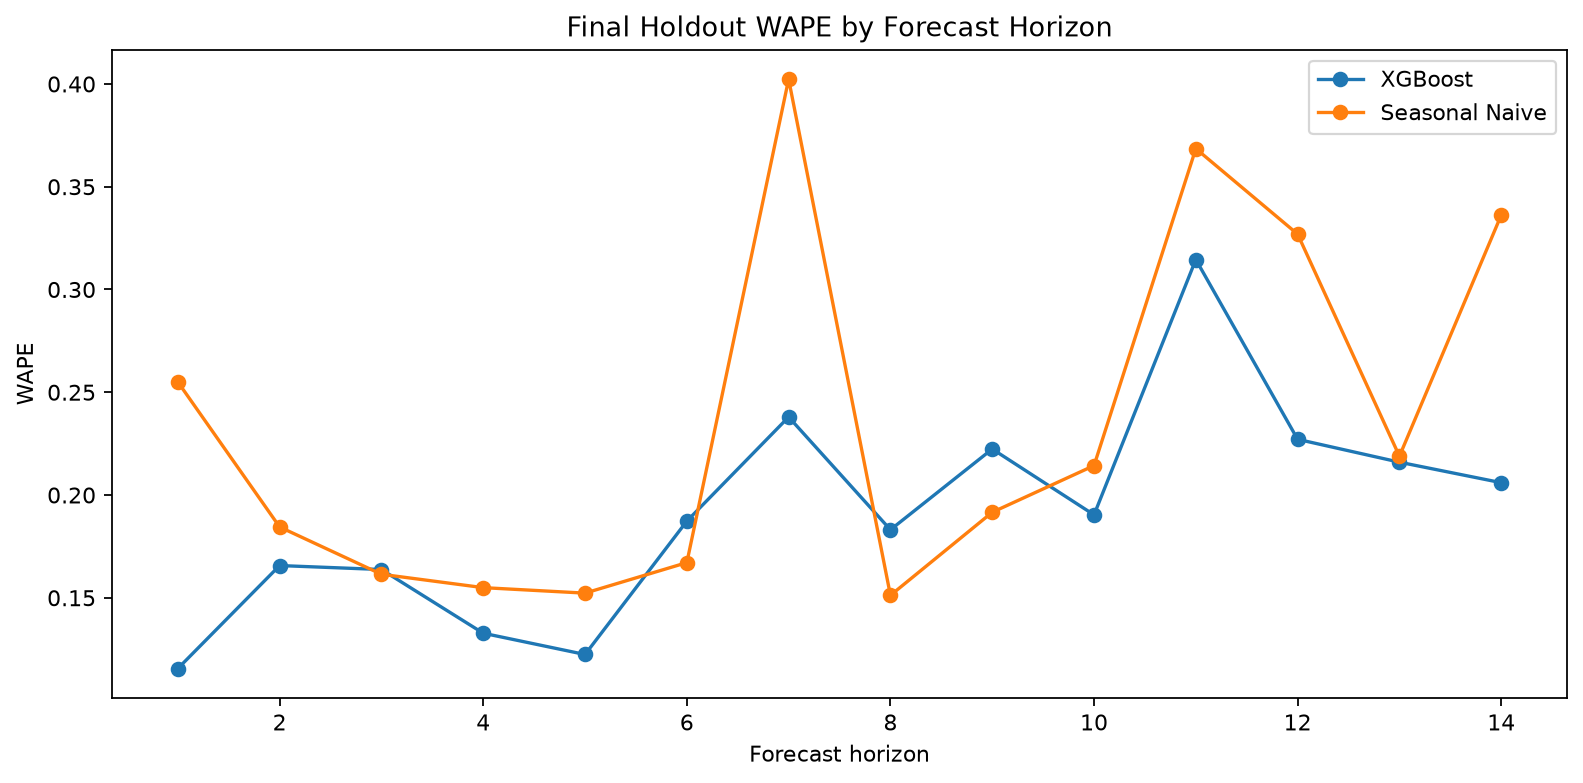 Final Holdout WAPE by Forecast Horizon
XGBoost
Seasonal Naive
WAPE
0.40
0.35
0.30
0.25
0.20
0.15
2 4 6 8 10 12 14
Forecast horizon